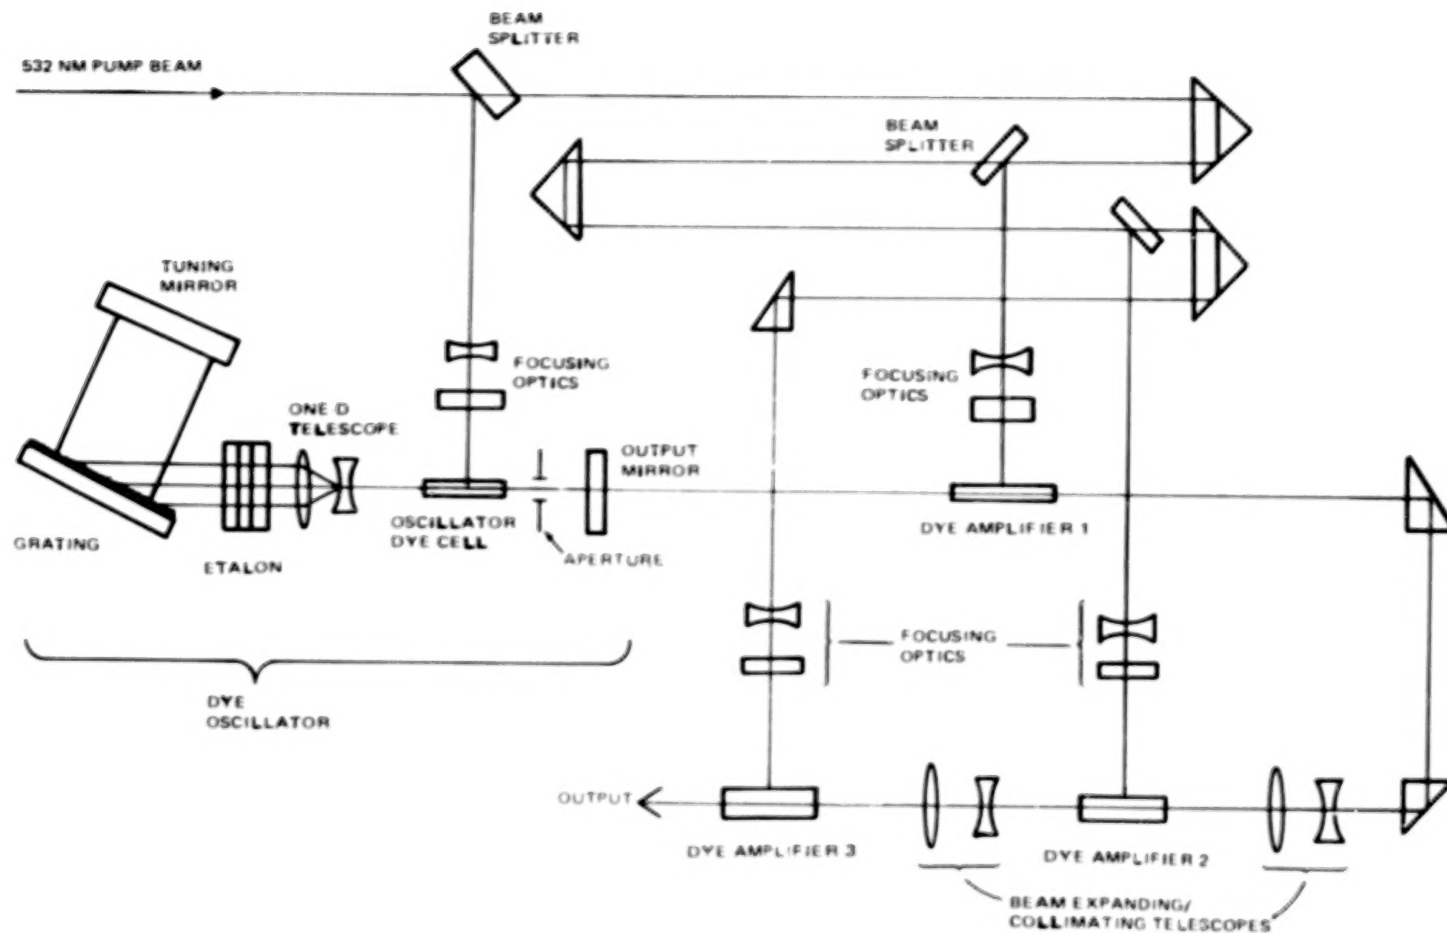 BEAM
SPLITTER
532 NM PUMP BEAM
BEAM
SPLITTER
TUNING
MIRROR
FOCUSING
OPTICS
FOCUSING
OPTICS
ONE-D
TELESCOPE
OUTPUT
MIRROR
OSCILLATOR
DYE CELL
DYE AMPLIFIER 1
GRATING
ETALON
APERTURE
FOCUSING
OPTICS
DYE
OSCILLATOR
OUTPUT
DYE AMPLIFIER 3
DYE AMPLIFIER 2
BEAM EXPANDING/
COLLIMATING TELESCOPES